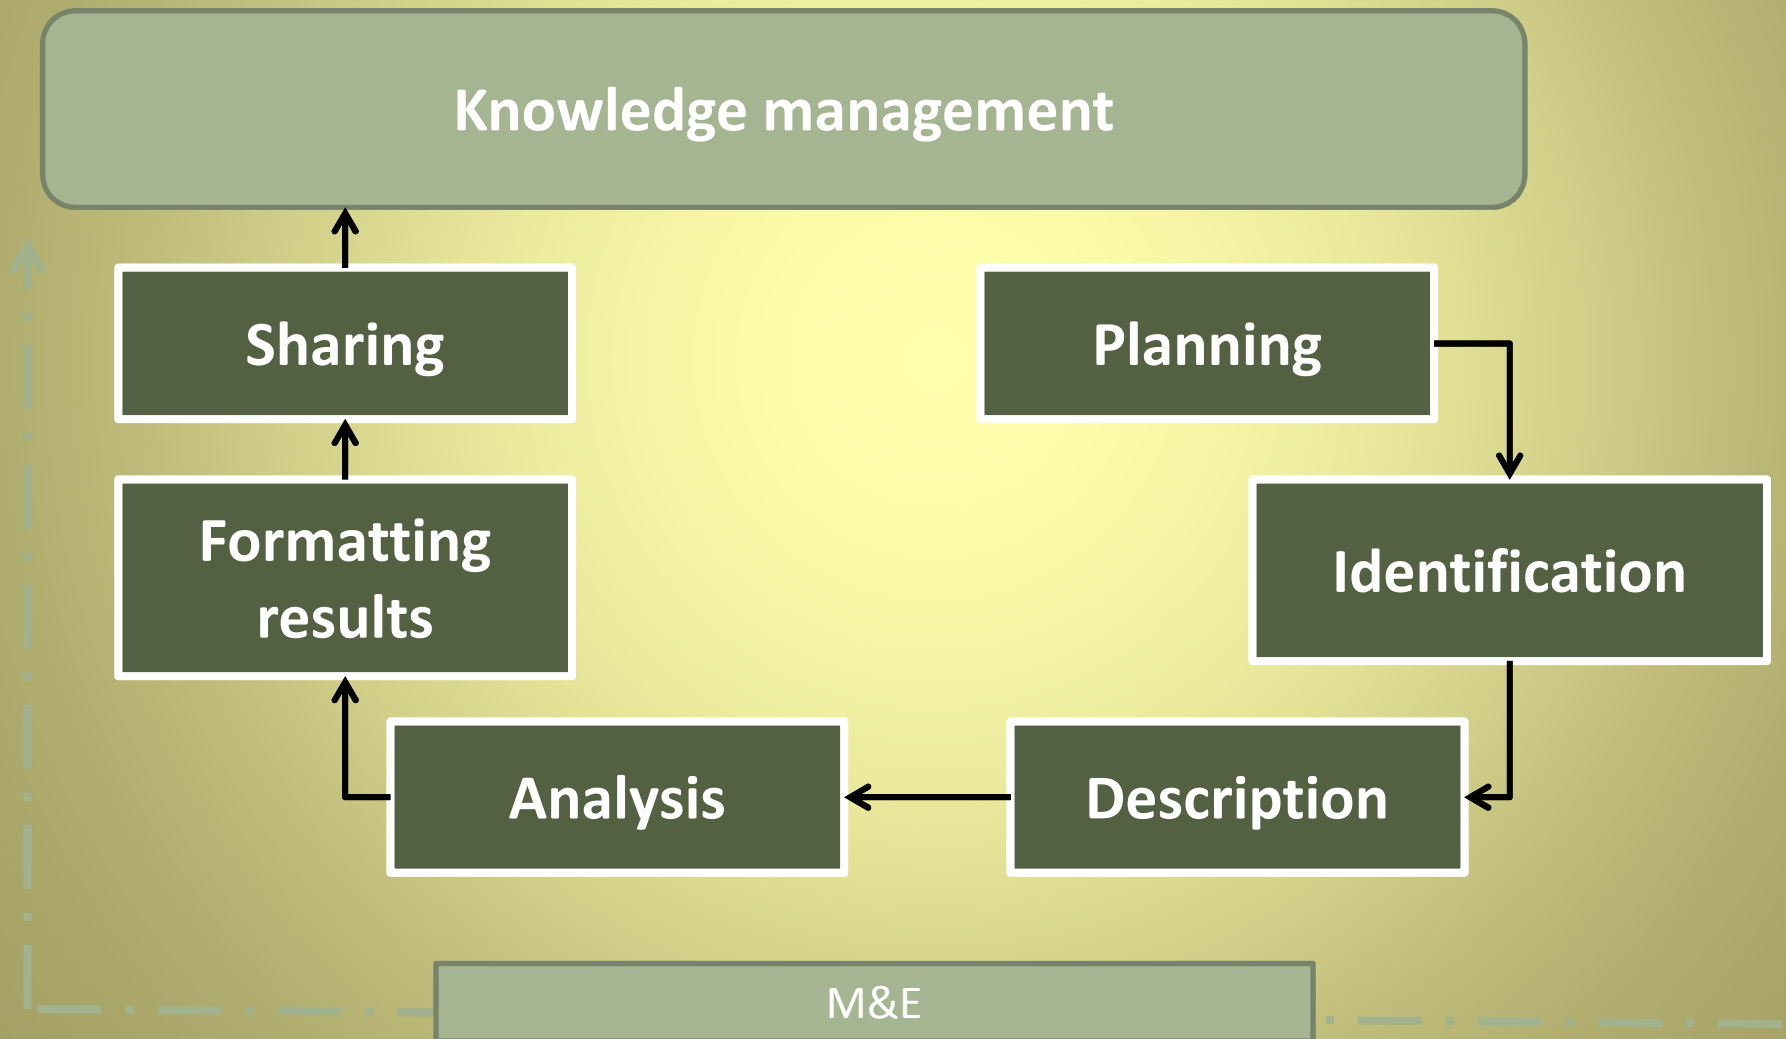 Knowledge management
Sharing
Planning
Formatting
results
Identification
Analysis
Description
M&E